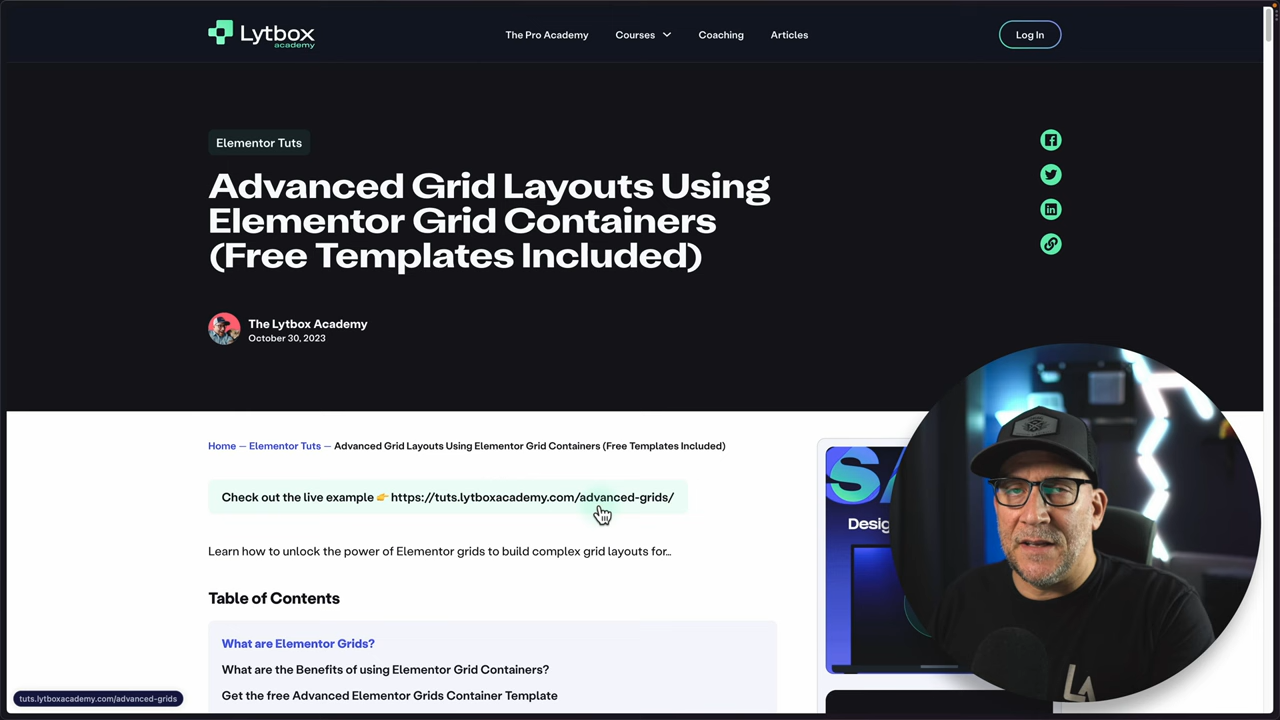 Lytbox
academy
The Pro Academy
Courses
Coaching
Articles
Log In
Elementor Tuts
Advanced Grid Layouts Using
Elementor Grid Containers
(Free Templates Included)
The Lytbox Academy
October 30, 2023
Home — Elementor Tuts — Advanced Grid Layouts Using Elementor Grid Containers (Free Templates Included)
Check out the live example 👉 https://tuts.lytboxacademy.com/advanced-grids/
Learn how to unlock the power of Elementor grids to build complex grid layouts for...
Table of Contents
What are Elementor Grids?
What are the Benefits of using Elementor Grid Containers?
Get the free Advanced Elementor Grids Container Template
tuts.lytboxacademy.com/advanced-grids